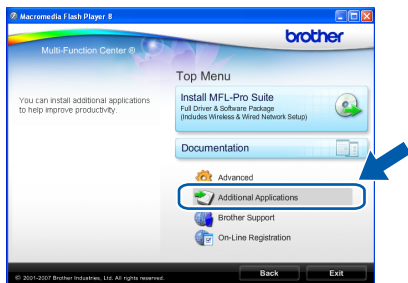 Macromedia Flash Player 8
brother
Multi-Function Center ®
Top Menu
You can install additional applications
to help improve productivity.
Install MFL-Pro Suite
Full Driver & Software Package
(Includes Wireless & Wired Network Setup)
Documentation
Advanced
Additional Applications
Brother Support
On-Line Registration
© 2001-2007 Brother Industries, Ltd. All rights reserved.
Back
Exit